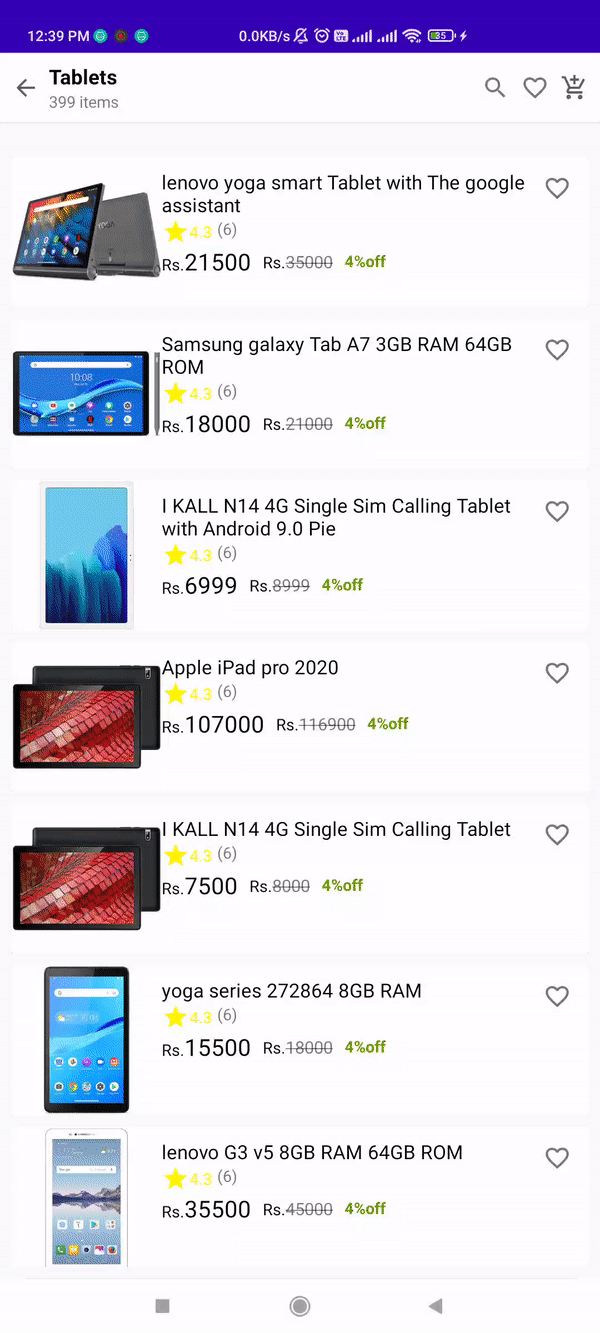 12:39 PM 0.0KB/s Vo LTE 35
Tablets
399 items
lenovo yoga smart Tablet with The google
assistant
4.3 (6)
Rs.21500 Rs.35000 4%off
Samsung galaxy Tab A7 3GB RAM 64GB
ROM
4.3 (6)
10:08
Rs.18000 Rs.21000 4%off
I KALL N14 4G Single Sim Calling Tablet
with Android 9.0 Pie
4.3 (6)
Rs.6999 Rs.8999 4%off
Apple iPad pro 2020
4.3 (6)
Rs.107000 Rs.116900 4%off
I KALL N14 4G Single Sim Calling Tablet
4.3 (6)
Rs.7500 Rs.8000 4%off
yoga series 272864 8GB RAM
4.3 (6)
Rs.15500 Rs.18000 4%off
lenovo G3 v5 8GB RAM 64GB ROM
4.3 (6)
Rs.35500 Rs.45000 4%off